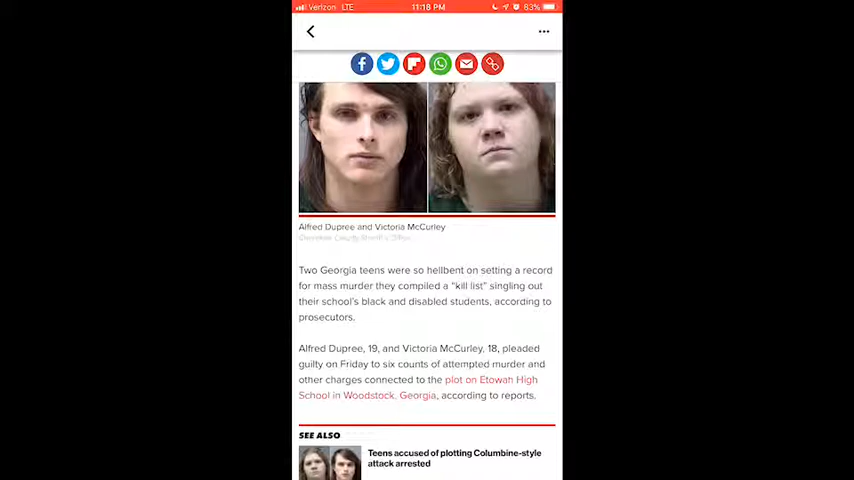 Verizon LTE
11:18 PM
83%
Alfred Dupree and Victoria McCurley
Cherokee County Sheriff's Office
Two Georgia teens were so hellbent on setting a record
for mass murder they compiled a “kill list” singling out
their school's black and disabled students, according to
prosecutors.
Alfred Dupree, 19, and Victoria McCurley, 18, pleaded
guilty on Friday to six counts of attempted murder and
other charges connected to the plot on Etowah High
School in Woodstock, Georgia, according to reports.
SEE ALSO
Teens accused of plotting Columbine-style
attack arrested